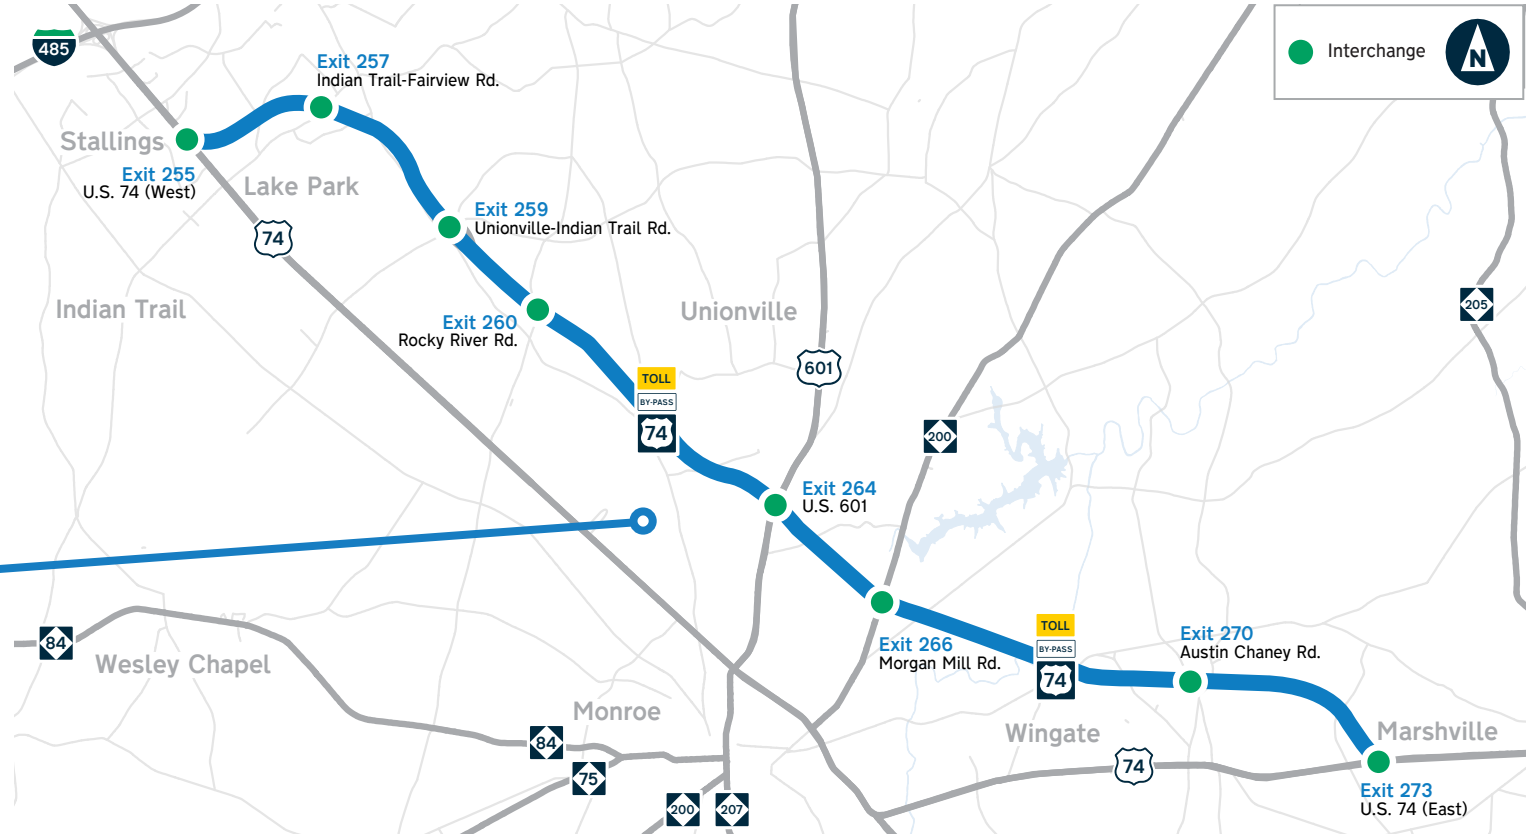 485
Exit 257
Indian Trail-Fairview Rd.
Interchange
N
Stallings
Exit 255
U.S. 74 (West)
Lake Park
74
Exit 259
Unionville-Indian Trail Rd.
Indian Trail
Exit 260
Rocky River Rd.
Unionville
205
601
TOLL
BY-PASS
74
200
Exit 264
U.S. 601
84
Wesley Chapel
Exit 266
Morgan Mill Rd.
TOLL
BY-PASS
74
Exit 270
Austin Chaney Rd.
Monroe
84
75
200
207
Wingate
74
Marshville
Exit 273
U.S. 74 (East)